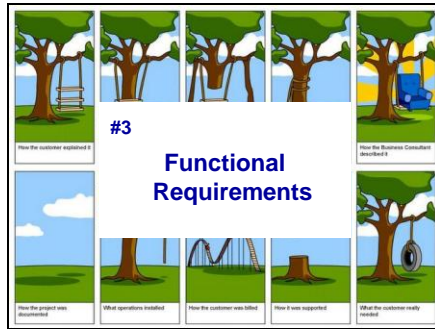 How the customer explained it
How the Business Consultant
described it
#3
Functional
Requirements
How the project was
documented
What operations installed
How the customer was billed
How it was supported
What the customer really
needed